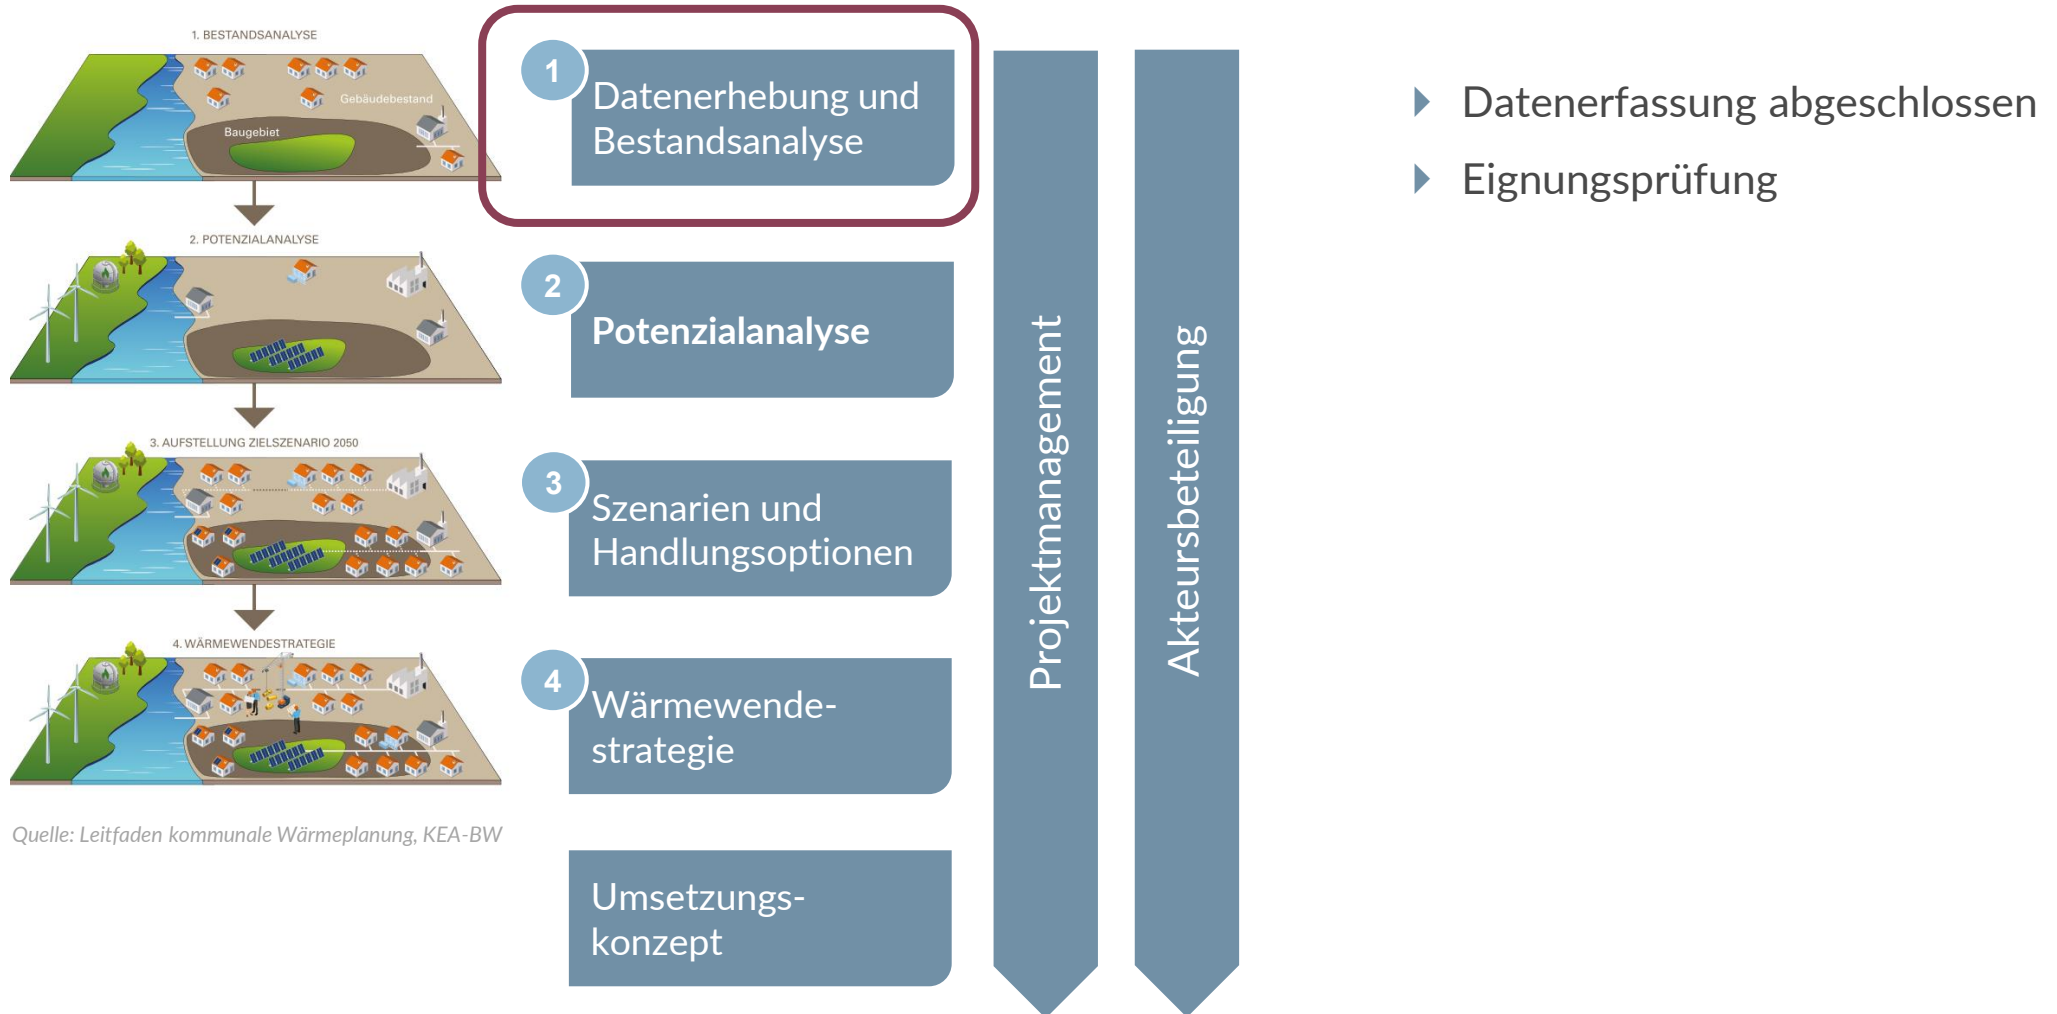 1. BESTANDSANALYSE
Gebäudebestand
Baugebiet
2. POTENZIALANALYSE
3. AUFSTELLUNG ZIELSZENARIO 2050
4. WÄRMEWENDESTRATEGIE
Quelle: Leitfaden kommunale Wärmeplanung, KEA-BW
1
Datenerhebung und
Bestandsanalyse
2
Potenzialanalyse
3
Szenarien und
Handlungsoptionen
4
Wärmewende-
strategie
Umsetzungs-
konzept
Projektmanagement
Akteursbeteiligung
Datenerfassung abgeschlossen
Eignungsprüfung